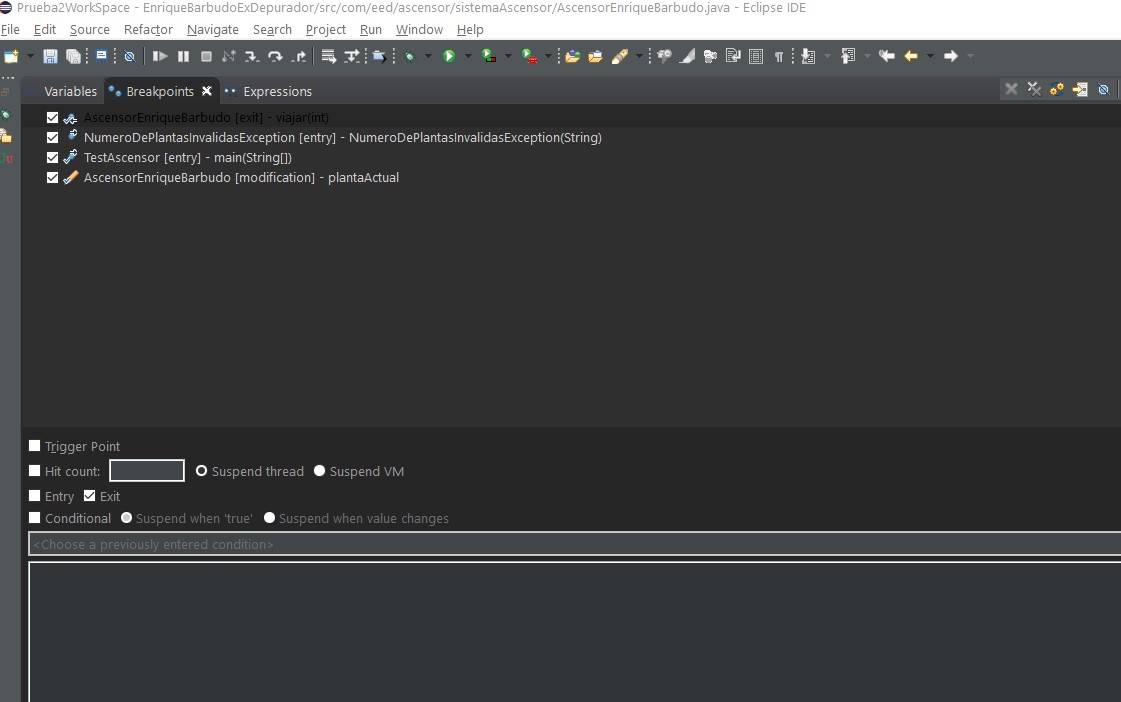 Prueba2WorkSpace - EnriqueBarbudoExDepurador/src/com/eed/ascensor/sistemaAscensor/AscensorEnriqueBarbudo.java - Eclipse IDE
File Edit Source Refactor Navigate Search Project Run Window Help
Variables Breakpoints Expressions
AscensorEnriqueBarbudo [exit] - viajar(int)
NumeroDePlantasInvalidasException [entry] - NumeroDePlantasInvalidasException(String)
TestAscensor [entry] - main(String[])
AscensorEnriqueBarbudo [modification] - plantaActual
Trigger Point
Hit count: Suspend thread Suspend VM
Entry Exit
Conditional Suspend when 'true' Suspend when value changes
<Choose a previously entered condition>